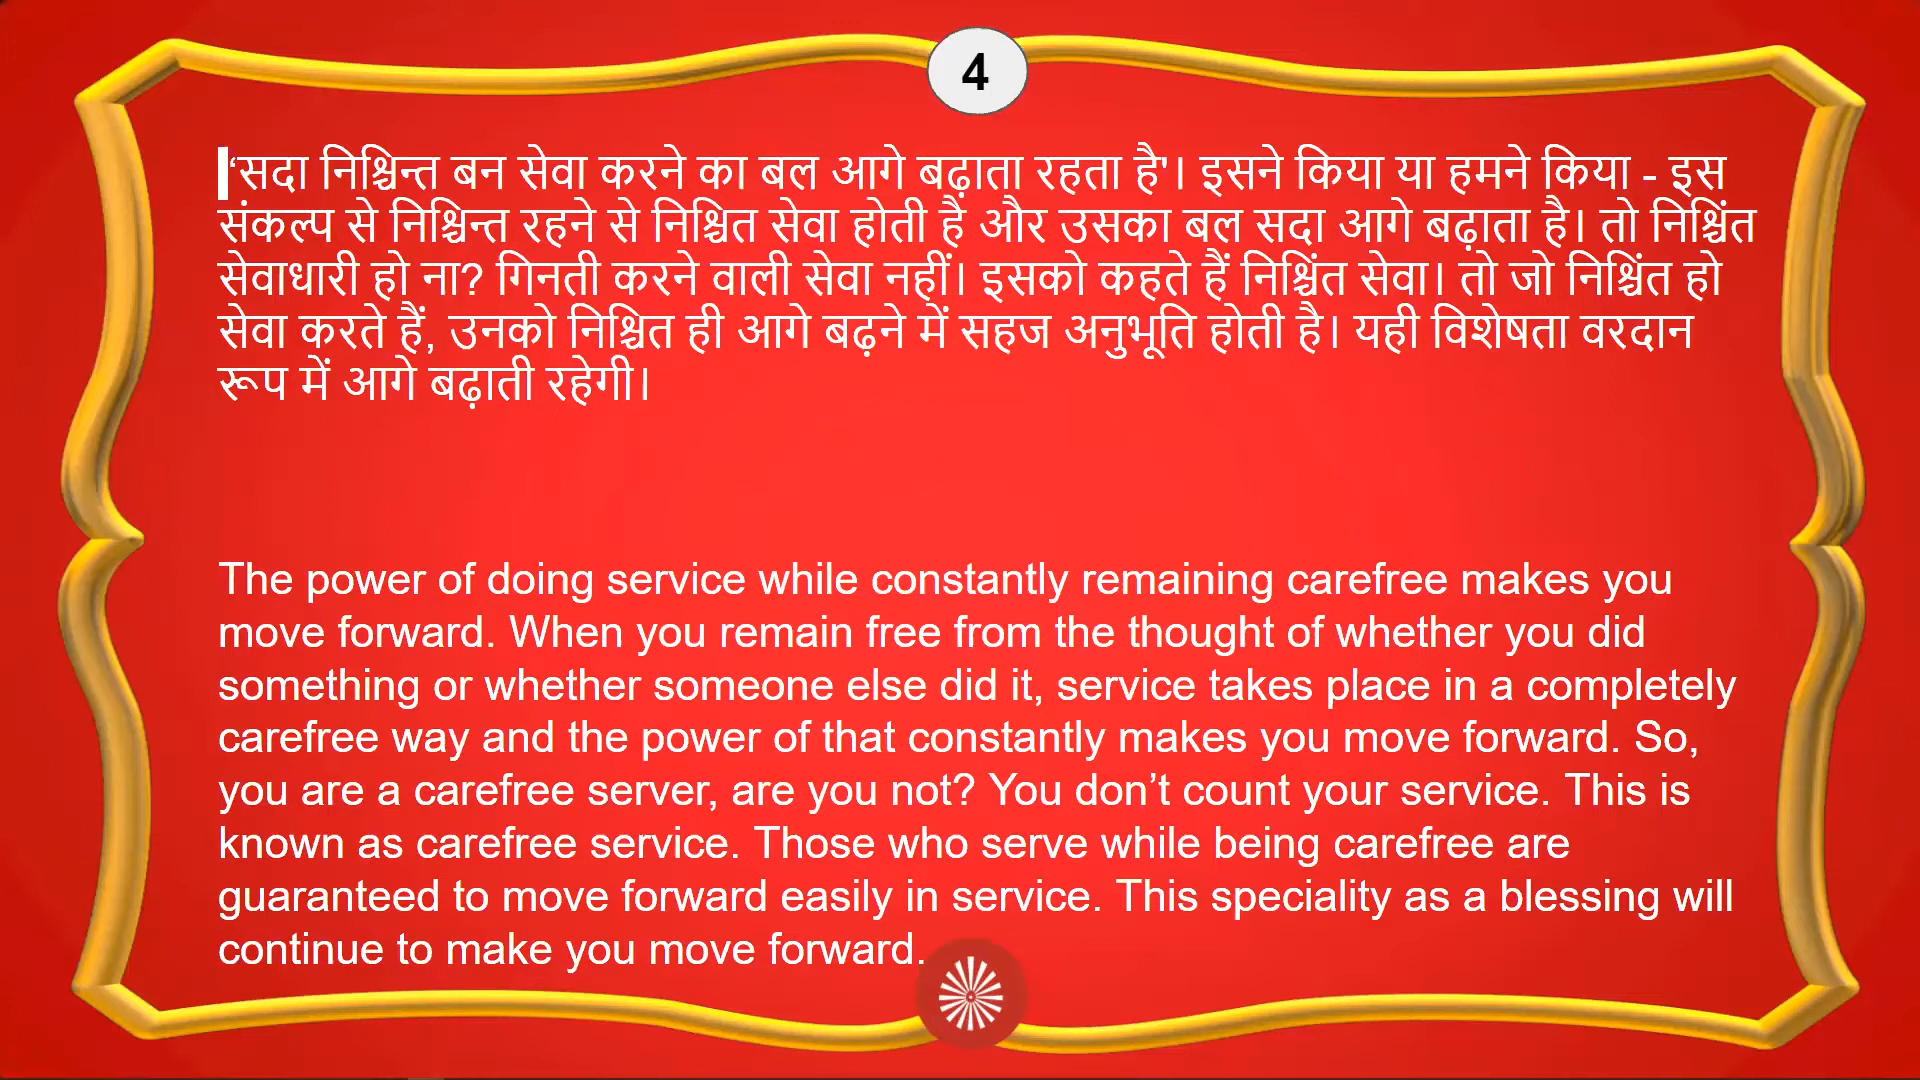 4
‘सदा निश्चिन्त बन सेवा करने का बल आगे बढ़ाता रहता है'। इसने किया या हमने किया - इस
संकल्प से निश्चिन्त रहने से निश्चित सेवा होती है और उसका बल सदा आगे बढ़ाता है। तो निश्चिंत
सेवाधारी हो ना? गिनती करने वाली सेवा नहीं। इसको कहते हैं निश्चिंत सेवा। तो जो निश्चिंत हो
सेवा करते हैं, उनको निश्चित ही आगे बढ़ने में सहज अनुभूति होती है। यही विशेषता वरदान
रूप में आगे बढ़ाती रहेगी।
The power of doing service while constantly remaining carefree makes you
move forward. When you remain free from the thought of whether you did
something or whether someone else did it, service takes place in a completely
carefree way and the power of that constantly makes you move forward. So,
you are a carefree server, are you not? You don’t count your service. This is
known as carefree service. Those who serve while being carefree are
guaranteed to move forward easily in service. This speciality as a blessing will
continue to make you move forward.